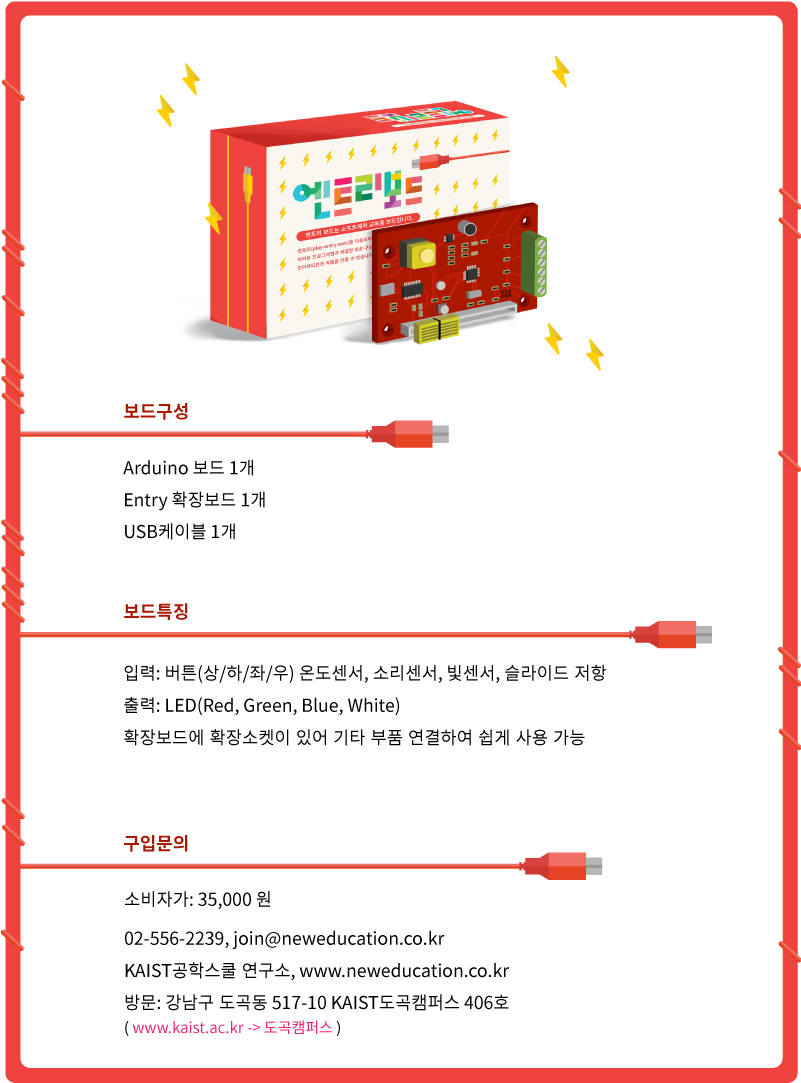 엔트리보드
엔트리 보드는 소프트웨어 교육용 보드입니다.
보드구성
Arduino 보드 1개
Entry 확장보드 1개
USB케이블 1개
보드특징
입력: 버튼(상/하/좌/우) 온도센서, 소리센서, 빛센서, 슬라이드 저항
출력: LED(Red, Green, Blue, White)
확장보드에 확장소켓이 있어 기타 부품 연결하여 쉽게 사용 가능
구입문의
소비자가: 35,000 원
02-556-2239, join@neweducation.co.kr
KAIST공학스쿨 연구소, www.neweducation.co.kr
방문: 강남구 도곡동 517-10 KAIST도곡캠퍼스 406호
( www.kaist.ac.kr -> 도곡캠퍼스 )